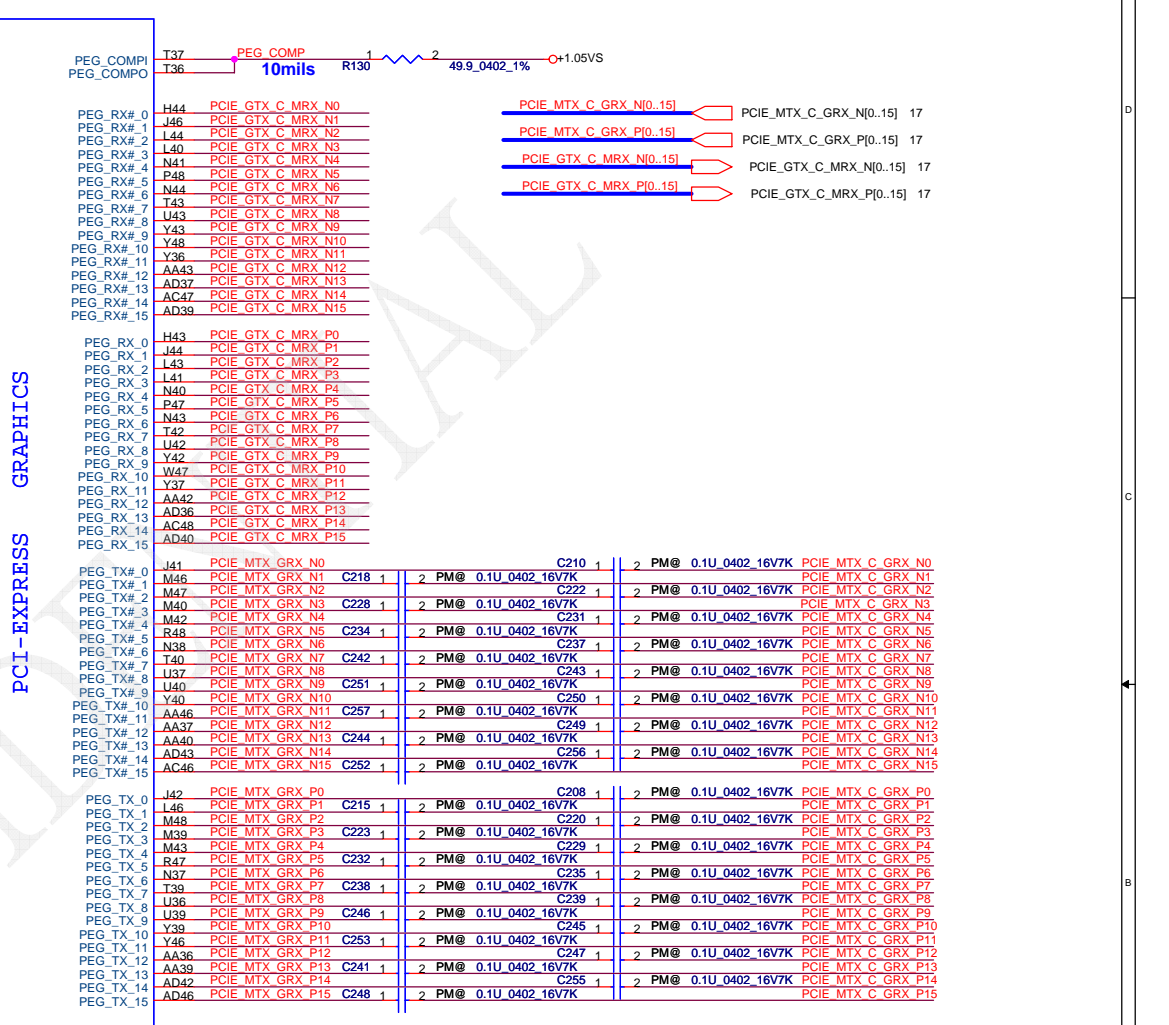 PEG_COMPI T37 PEG_COMP 1 R130 2 49.9_0402_1% +1.05VS
PEG_COMPO T36 10mils
PEG_RX#_0 H44 PCIE_GTX_C_MRX_N0
PEG_RX#_1 J46 PCIE_GTX_C_MRX_N1
PEG_RX#_2 L44 PCIE_GTX_C_MRX_N2
PEG_RX#_3 L40 PCIE_GTX_C_MRX_N3
PEG_RX#_4 N41 PCIE_GTX_C_MRX_N4
PEG_RX#_5 P48 PCIE_GTX_C_MRX_N5
PEG_RX#_6 N44 PCIE_GTX_C_MRX_N6
PEG_RX#_7 T43 PCIE_GTX_C_MRX_N7
PEG_RX#_8 U43 PCIE_GTX_C_MRX_N8
PEG_RX#_9 Y43 PCIE_GTX_C_MRX_N9
PEG_RX#_10 Y48 PCIE_GTX_C_MRX_N10
PEG_RX#_11 Y36 PCIE_GTX_C_MRX_N11
PEG_RX#_12 AA43 PCIE_GTX_C_MRX_N12
PEG_RX#_13 AD37 PCIE_GTX_C_MRX_N13
PEG_RX#_14 AC47 PCIE_GTX_C_MRX_N14
PEG_RX#_15 AD39 PCIE_GTX_C_MRX_N15
PCIE_MTX_C_GRX_N[0..15] PCIE_MTX_C_GRX_N[0..15] 17
PCIE_MTX_C_GRX_P[0..15] PCIE_MTX_C_GRX_P[0..15] 17
PCIE_GTX_C_MRX_N[0..15] PCIE_GTX_C_MRX_N[0..15] 17
PCIE_GTX_C_MRX_P[0..15] PCIE_GTX_C_MRX_P[0..15] 17
D
PEG_RX_0 H43 PCIE_GTX_C_MRX_P0
PEG_RX_1 J44 PCIE_GTX_C_MRX_P1
PEG_RX_2 L43 PCIE_GTX_C_MRX_P2
PEG_RX_3 L41 PCIE_GTX_C_MRX_P3
PEG_RX_4 N40 PCIE_GTX_C_MRX_P4
PEG_RX_5 P47 PCIE_GTX_C_MRX_P5
PEG_RX_6 N43 PCIE_GTX_C_MRX_P6
PEG_RX_7 T42 PCIE_GTX_C_MRX_P7
PEG_RX_8 U42 PCIE_GTX_C_MRX_P8
PEG_RX_9 Y42 PCIE_GTX_C_MRX_P9
PEG_RX_10 W47 PCIE_GTX_C_MRX_P10
PEG_RX_11 Y37 PCIE_GTX_C_MRX_P11
PEG_RX_12 AA42 PCIE_GTX_C_MRX_P12
PEG_RX_13 AD36 PCIE_GTX_C_MRX_P13
PEG_RX_14 AC48 PCIE_GTX_C_MRX_P14
PEG_RX_15 AD40 PCIE_GTX_C_MRX_P15
C
PCI-EXPRESS GRAPHICS
PEG_TX#_0 J41 PCIE_MTX_GRX_N0 C210 1 2 PM@ 0.1U_0402_16V7K PCIE_MTX_C_GRX_N0
PEG_TX#_1 M46 PCIE_MTX_GRX_N1 C218 1 2 PM@ 0.1U_0402_16V7K PCIE_MTX_C_GRX_N1
PEG_TX#_2 M47 PCIE_MTX_GRX_N2 C222 1 2 PM@ 0.1U_0402_16V7K PCIE_MTX_C_GRX_N2
PEG_TX#_3 M40 PCIE_MTX_GRX_N3 C228 1 2 PM@ 0.1U_0402_16V7K PCIE_MTX_C_GRX_N3
PEG_TX#_4 M42 PCIE_MTX_GRX_N4 C231 1 2 PM@ 0.1U_0402_16V7K PCIE_MTX_C_GRX_N4
PEG_TX#_5 R48 PCIE_MTX_GRX_N5 C234 1 2 PM@ 0.1U_0402_16V7K PCIE_MTX_C_GRX_N5
PEG_TX#_6 N38 PCIE_MTX_GRX_N6 C237 1 2 PM@ 0.1U_0402_16V7K PCIE_MTX_C_GRX_N6
PEG_TX#_7 T40 PCIE_MTX_GRX_N7 C242 1 2 PM@ 0.1U_0402_16V7K PCIE_MTX_C_GRX_N7
PEG_TX#_8 U37 PCIE_MTX_GRX_N8 C243 1 2 PM@ 0.1U_0402_16V7K PCIE_MTX_C_GRX_N8
PEG_TX#_9 U40 PCIE_MTX_GRX_N9 C251 1 2 PM@ 0.1U_0402_16V7K PCIE_MTX_C_GRX_N9
PEG_TX#_10 Y40 PCIE_MTX_GRX_N10 C250 1 2 PM@ 0.1U_0402_16V7K PCIE_MTX_C_GRX_N10
PEG_TX#_11 AA46 PCIE_MTX_GRX_N11 C257 1 2 PM@ 0.1U_0402_16V7K PCIE_MTX_C_GRX_N11
PEG_TX#_12 AA37 PCIE_MTX_GRX_N12 C249 1 2 PM@ 0.1U_0402_16V7K PCIE_MTX_C_GRX_N12
PEG_TX#_13 AA40 PCIE_MTX_GRX_N13 C244 1 2 PM@ 0.1U_0402_16V7K PCIE_MTX_C_GRX_N13
PEG_TX#_14 AD43 PCIE_MTX_GRX_N14 C256 1 2 PM@ 0.1U_0402_16V7K PCIE_MTX_C_GRX_N14
PEG_TX#_15 AC46 PCIE_MTX_GRX_N15 C252 1 2 PM@ 0.1U_0402_16V7K PCIE_MTX_C_GRX_N15
PEG_TX_0 J42 PCIE_MTX_GRX_P0 C208 1 2 PM@ 0.1U_0402_16V7K PCIE_MTX_C_GRX_P0
PEG_TX_1 L46 PCIE_MTX_GRX_P1 C215 1 2 PM@ 0.1U_0402_16V7K PCIE_MTX_C_GRX_P1
PEG_TX_2 M48 PCIE_MTX_GRX_P2 C220 1 2 PM@ 0.1U_0402_16V7K PCIE_MTX_C_GRX_P2
PEG_TX_3 M39 PCIE_MTX_GRX_P3 C223 1 2 PM@ 0.1U_0402_16V7K PCIE_MTX_C_GRX_P3
PEG_TX_4 M43 PCIE_MTX_GRX_P4 C229 1 2 PM@ 0.1U_0402_16V7K PCIE_MTX_C_GRX_P4
PEG_TX_5 R47 PCIE_MTX_GRX_P5 C232 1 2 PM@ 0.1U_0402_16V7K PCIE_MTX_C_GRX_P5
PEG_TX_6 N37 PCIE_MTX_GRX_P6 C235 1 2 PM@ 0.1U_0402_16V7K PCIE_MTX_C_GRX_P6
PEG_TX_7 T39 PCIE_MTX_GRX_P7 C238 1 2 PM@ 0.1U_0402_16V7K PCIE_MTX_C_GRX_P7
PEG_TX_8 U36 PCIE_MTX_GRX_P8 C239 1 2 PM@ 0.1U_0402_16V7K PCIE_MTX_C_GRX_P8
PEG_TX_9 U39 PCIE_MTX_GRX_P9 C246 1 2 PM@ 0.1U_0402_16V7K PCIE_MTX_C_GRX_P9
PEG_TX_10 Y39 PCIE_MTX_GRX_P10 C245 1 2 PM@ 0.1U_0402_16V7K PCIE_MTX_C_GRX_P10
PEG_TX_11 Y46 PCIE_MTX_GRX_P11 C253 1 2 PM@ 0.1U_0402_16V7K PCIE_MTX_C_GRX_P11
PEG_TX_12 AA36 PCIE_MTX_GRX_P12 C247 1 2 PM@ 0.1U_0402_16V7K PCIE_MTX_C_GRX_P12
PEG_TX_13 AA39 PCIE_MTX_GRX_P13 C241 1 2 PM@ 0.1U_0402_16V7K PCIE_MTX_C_GRX_P13
PEG_TX_14 AD42 PCIE_MTX_GRX_P14 C255 1 2 PM@ 0.1U_0402_16V7K PCIE_MTX_C_GRX_P14
PEG_TX_15 AD46 PCIE_MTX_GRX_P15 C248 1 2 PM@ 0.1U_0402_16V7K PCIE_MTX_C_GRX_P15
B